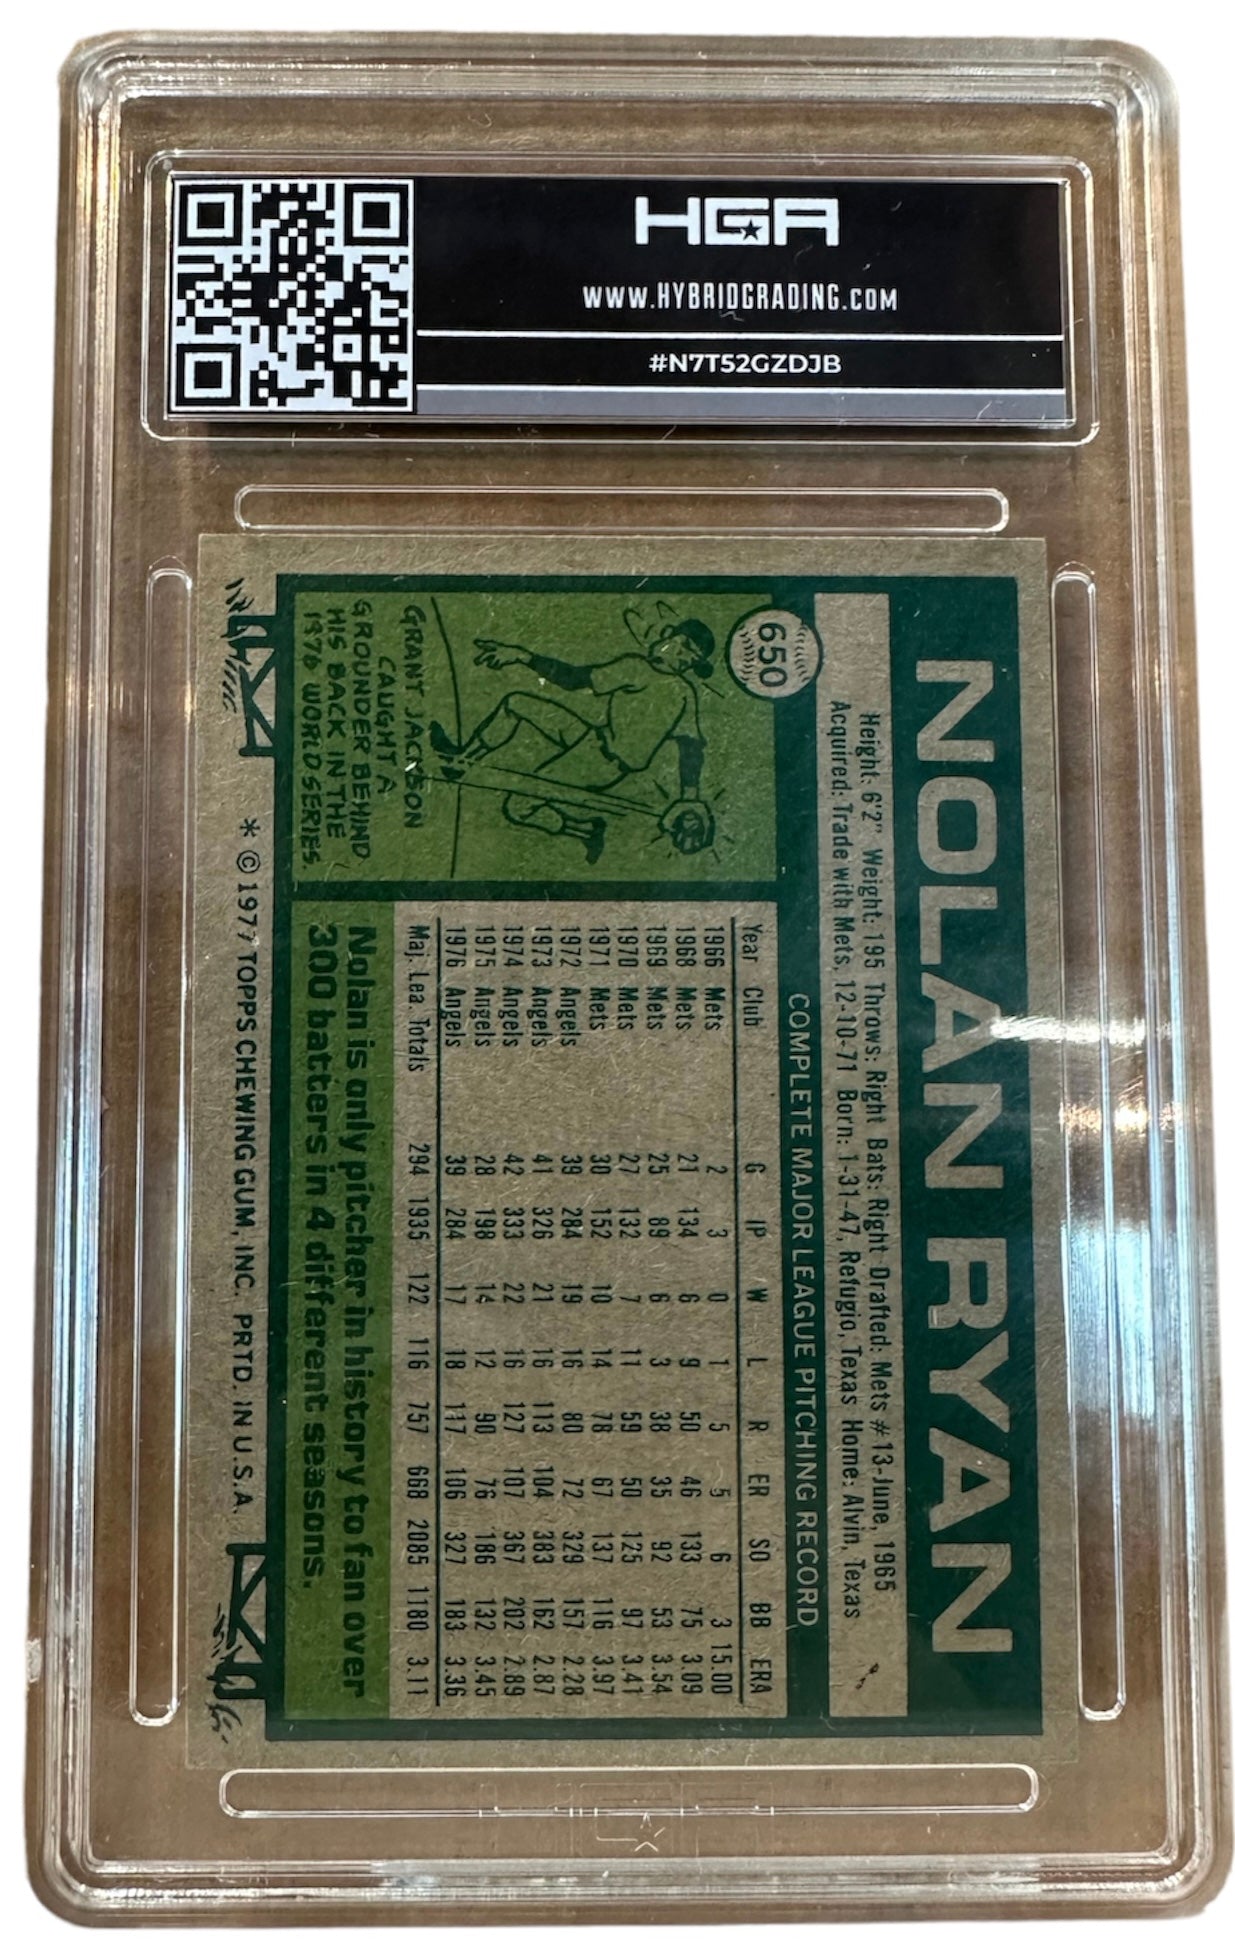 HGA
WWW.HYBRIDGRADING.COM
#N7T52GZDJB
650
NOLAN RYAN
Height: 6'2" Weight: 195 Throws: Right Bats: Right Drafted: Mets #13-June, 1965
Acquired: Trade with Mets, 12-10-71 Born: 1-31-47, Refugio, Texas Home: Alvin, Texas
COMPLETE MAJOR LEAGUE PITCHING RECORD
Year Club G IP W L R ER SO BB ERA
1966 Mets 2 3 0 1 5 5 6 3 15.00
1968 Mets 21 134 6 9 50 46 133 75 3.09
1969 Mets 25 89 6 3 38 35 92 53 3.54
1970 Mets 27 132 7 11 59 50 125 97 3.41
1971 Mets 30 152 10 14 78 67 137 116 3.97
1972 Angels 39 284 19 16 80 72 329 157 2.28
1973 Angels 41 326 21 16 113 104 383 162 2.87
1974 Angels 42 333 22 16 127 107 367 202 2.89
1975 Angels 28 198 14 12 90 76 186 132 3.45
1976 Angels 39 284 17 18 117 106 327 183 3.36
Maj. Lea. Totals 294 1935 122 116 757 668 2085 1180 3.11
GRANT JACKSON
CAUGHT A
GROUNDER BEHIND
HIS BACK IN THE
1976 WORLD SERIES.
Nolan is only pitcher in history to fan over
300 batters in 4 different seasons.
* © 1977 TOPPS CHEWING GUM, INC. PRTD. IN U.S.A.